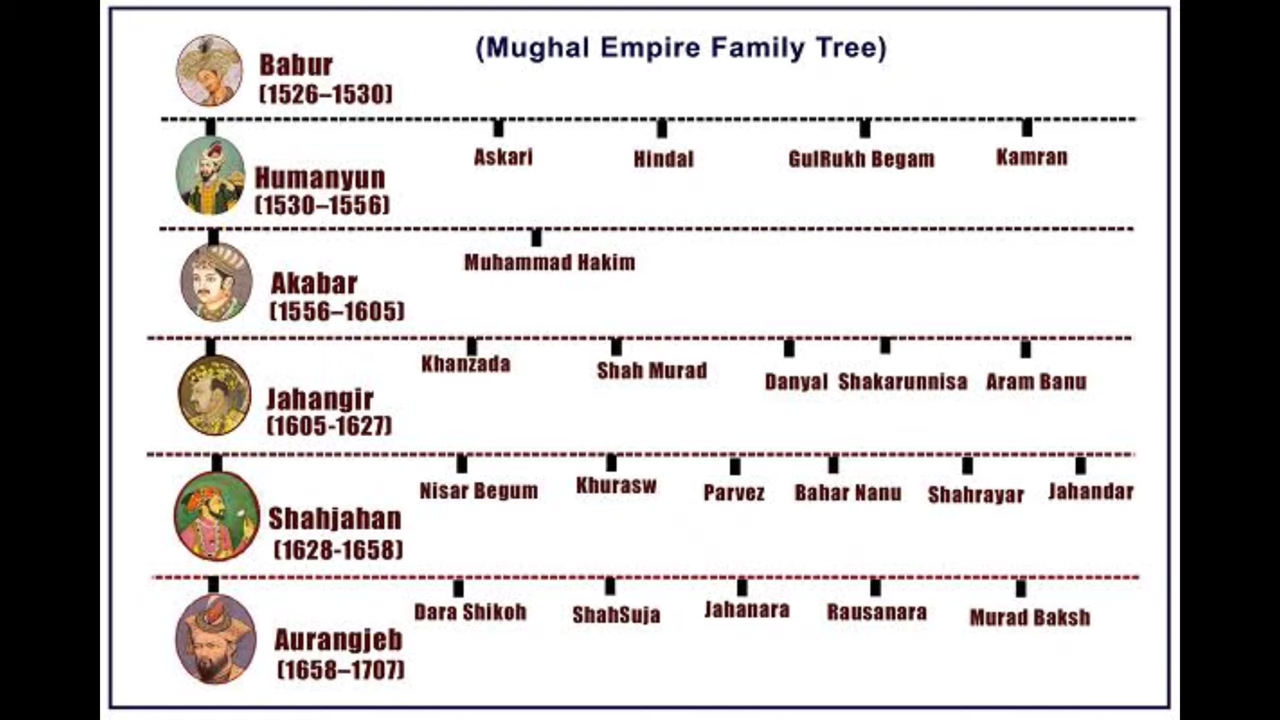 (Mughal Empire Family Tree)
Babur
(1526–1530)
Askari Hindal GulRukh Begam Kamran
Humanyun
(1530–1556)
Muhammad Hakim
Akabar
(1556–1605)
Khanzada Shah Murad Danyal Shakarunnisa Aram Banu
Jahangir
(1605-1627)
Nisar Begum Khurasw Parvez Bahar Nanu Shahrayar Jahandar
Shahjahan
(1628-1658)
Dara Shikoh ShahSuja Jahanara Rausanara Murad Baksh
Aurangjeb
(1658–1707)